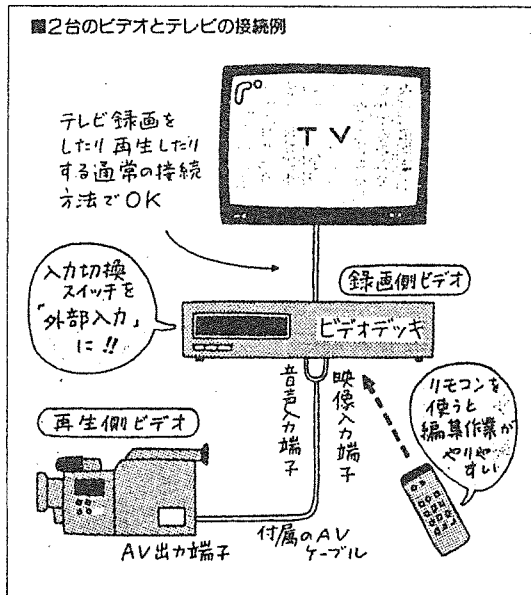 ■2台のビデオとテレビの接続例
TV
テレビ録画を
したり再生したり
する通常の接続
方法でOK
入力切換
スイッチを
「外部入力」
に!!
録画側ビデオ
ビデオデッキ
音声入力端子
映像入力端子
リモコンを
使うと
編集作業が
やりや
すい
再生側ビデオ
AV出力端子
付属のAV
ケーブル